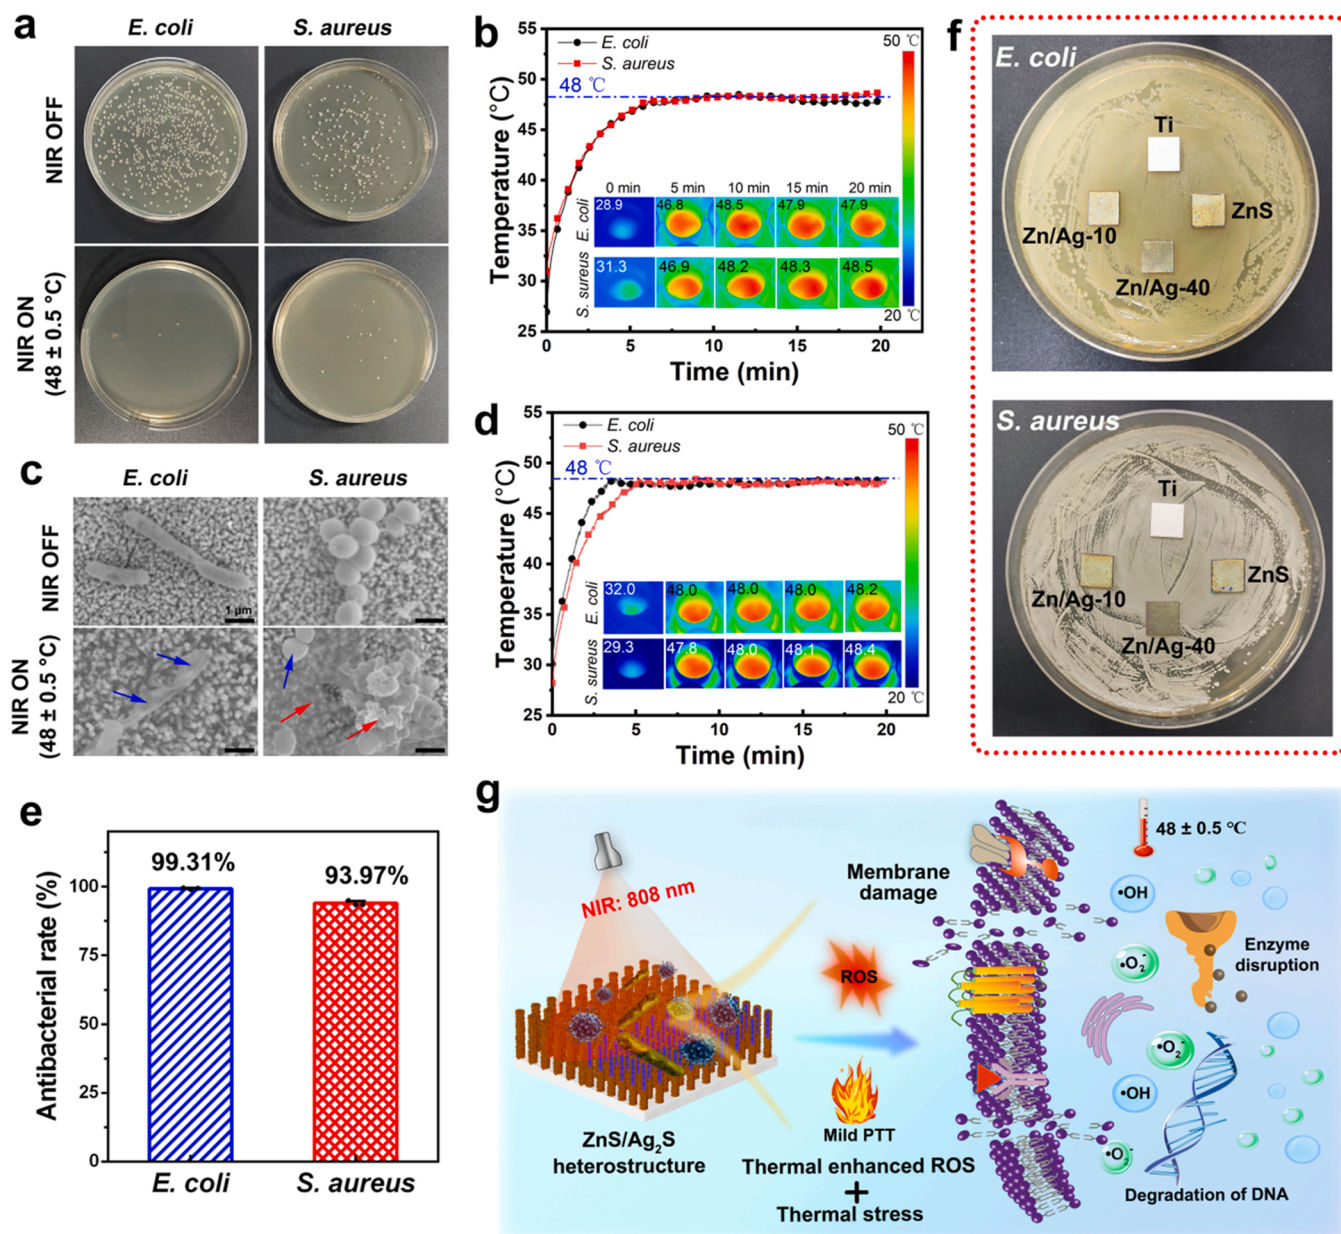 a
E. coli
S. aureus
NIR OFF
NIR ON
(48 ± 0.5 °C)
b
E. coli
S. aureus
48 ℃
50 ℃
20 ℃
0 min
5 min
10 min
15 min
20 min
E. coli
28.9
46.8
48.5
47.9
47.9
S. aureus
31.3
46.9
48.2
48.3
48.5
Temperature (°C)
55
50
45
40
35
30
25
0
5
10
15
20
Time (min)
c
E. coli
S. aureus
NIR OFF
1 μm
NIR ON
(48 ± 0.5 °C)
d
E. coli
S. aureus
48 ℃
50 ℃
20 ℃
E. coli
32.0
48.0
48.0
48.0
48.2
S. aureus
29.3
47.8
48.0
48.1
48.4
Temperature (°C)
55
50
45
40
35
30
25
0
5
10
15
20
Time (min)
e
99.31%
93.97%
Antibacterial rate (%)
100
75
50
25
0
E. coli
S. aureus
f
E. coli
Ti
ZnS
Zn/Ag-10
Zn/Ag-40
S. aureus
Ti
ZnS
Zn/Ag-10
Zn/Ag-40
g
NIR: 808 nm
ZnS/Ag₂S
heterostructure
ROS
Mild PTT
Thermal enhanced ROS
+
Thermal stress
Membrane
damage
48 ± 0.5 ℃
•OH
•O₂⁻
Enzyme
disruption
•O₂⁻
•OH
•O₂⁻
Degradation of DNA